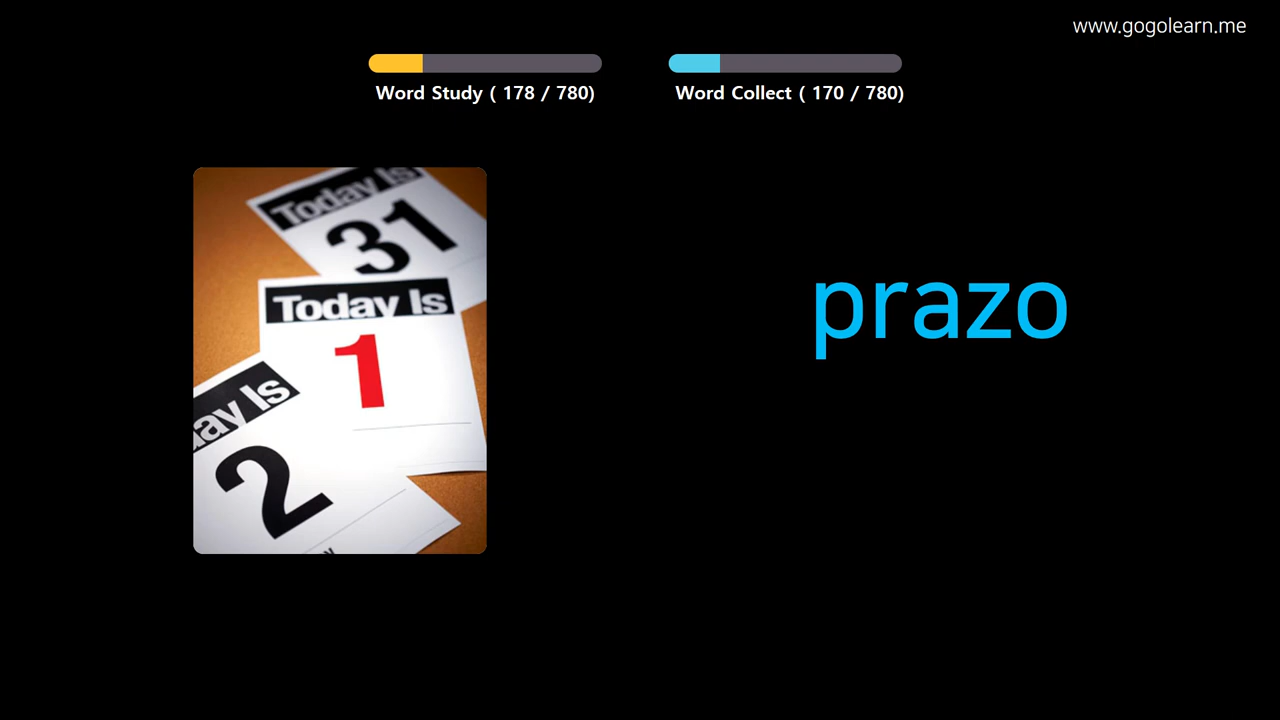 www.gogolearn.me
Word Study ( 178 / 780)
Word Collect ( 170 / 780)
Today Is
31
Today Is
1
ay Is
2
prazo